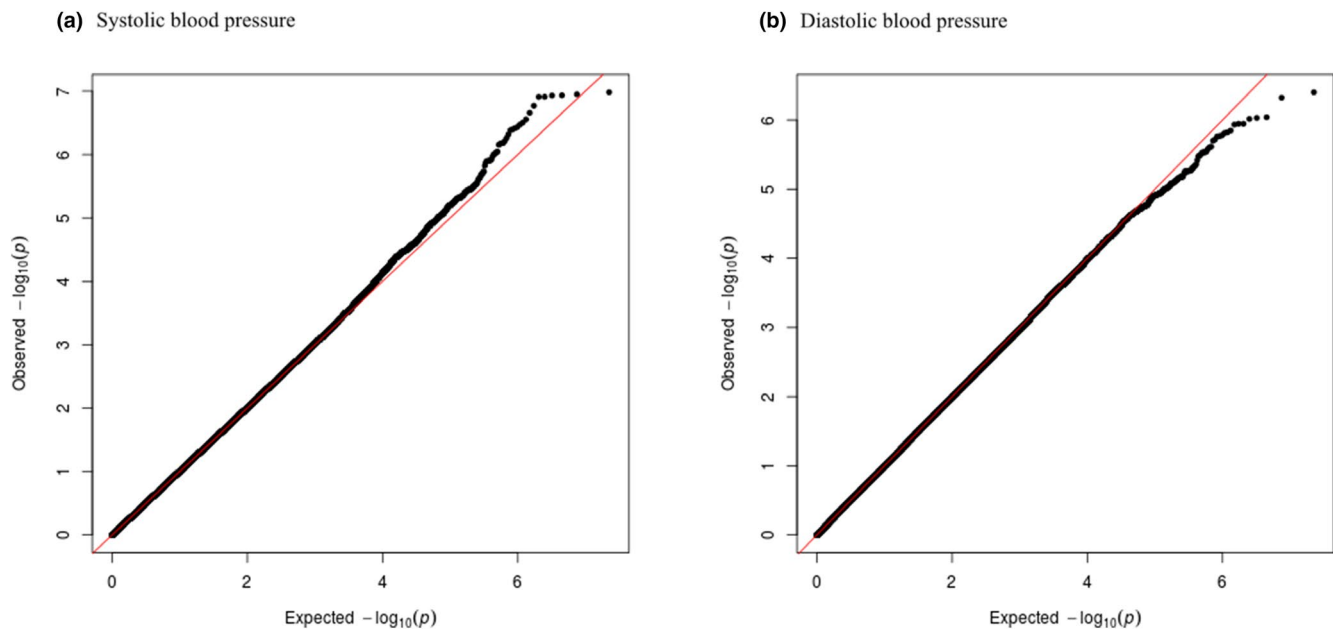 (a) Systolic blood pressure
7
6
5
4
3
2
1
0
Observed −log10(p)
0 2 4 6
Expected −log10(p)
(b) Diastolic blood pressure
6
5
4
3
2
1
0
Observed −log10(p)
0 2 4 6
Expected −log10(p)